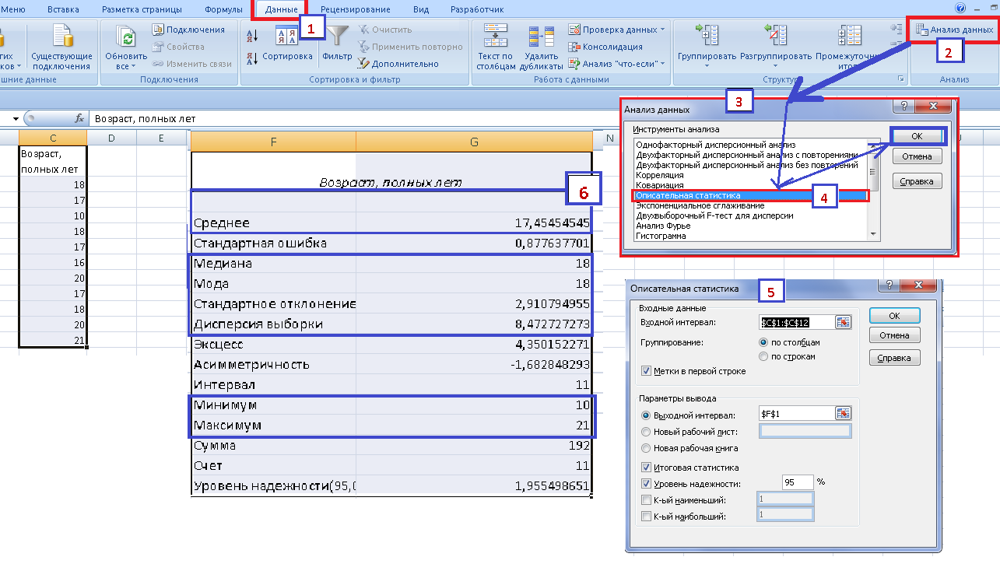 Меню Вставка Разметка страницы Формулы Данные Рецензирование Вид Разработчик
1
Существующие подключения
Обновить все
Подключения
Свойства
Изменить связи
Сортировка
Фильтр
Очистить
Применить повторно
Дополнительно
Текст по столбцам
Удалить дубликаты
Проверка данных
Консолидация
Анализ "что-если"
Группировать Разгруппировать
Анализ данных
2
Подключения
Сортировка и фильтр
Работа с данными
Анализ
fx Возраст, полных лет
C D E F G N
Возраст,
полных лет
18
17
10
18
17
16
20
17
18
20
21
Возраст, полных лет
6
Среднее 17,45454545
Стандартная ошибка 0,877637701
Медиана 18
Мода 18
Стандартное отклонение 2,910794955
Дисперсия выборки 8,472727273
Эксцесс 4,350152271
Асимметричность -1,682848293
Интервал 11
Минимум 10
Максимум 21
Сумма 192
Счет 11
Уровень надежности(95,0 1,955498651
3
Анализ данных
Инструменты анализа
Однофакторный дисперсионный анализ
Двухфакторный дисперсионный анализ с повторениями
Двухфакторный дисперсионный анализ без повторений
Корреляция
Ковариация
Описательная статистика
Экспоненциальное сглаживание
Двухвыборочный F-тест для дисперсии
Анализ Фурье
Гистограмма
4
OK
Отмена
Справка
Описательная статистика
5
Входные данные
Входной интервал: $C$1:$C$12
Группирование: по столбцам
по строкам
Метки в первой строке
OK
Отмена
Справка
Параметры вывода
Выходной интервал: $F$1
Новый рабочий лист:
Новая рабочая книга
Итоговая статистика
Уровень надежности: 95 %
К-ый наименьший: 1
К-ый наибольший: 1